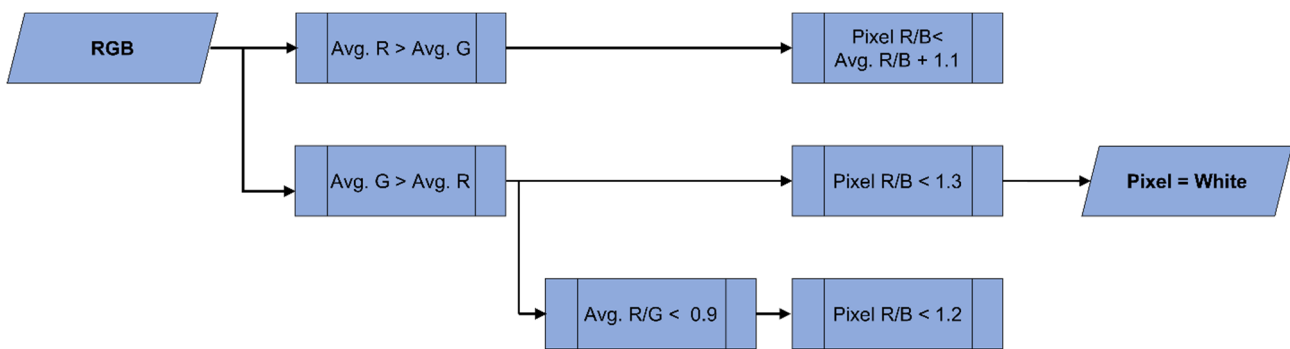 RGB
Avg. R > Avg. G
Pixel R/B<
Avg. R/B + 1.1
Avg. G > Avg. R
Pixel R/B < 1.3
Pixel = White
Avg. R/G <  0.9
Pixel R/B < 1.2